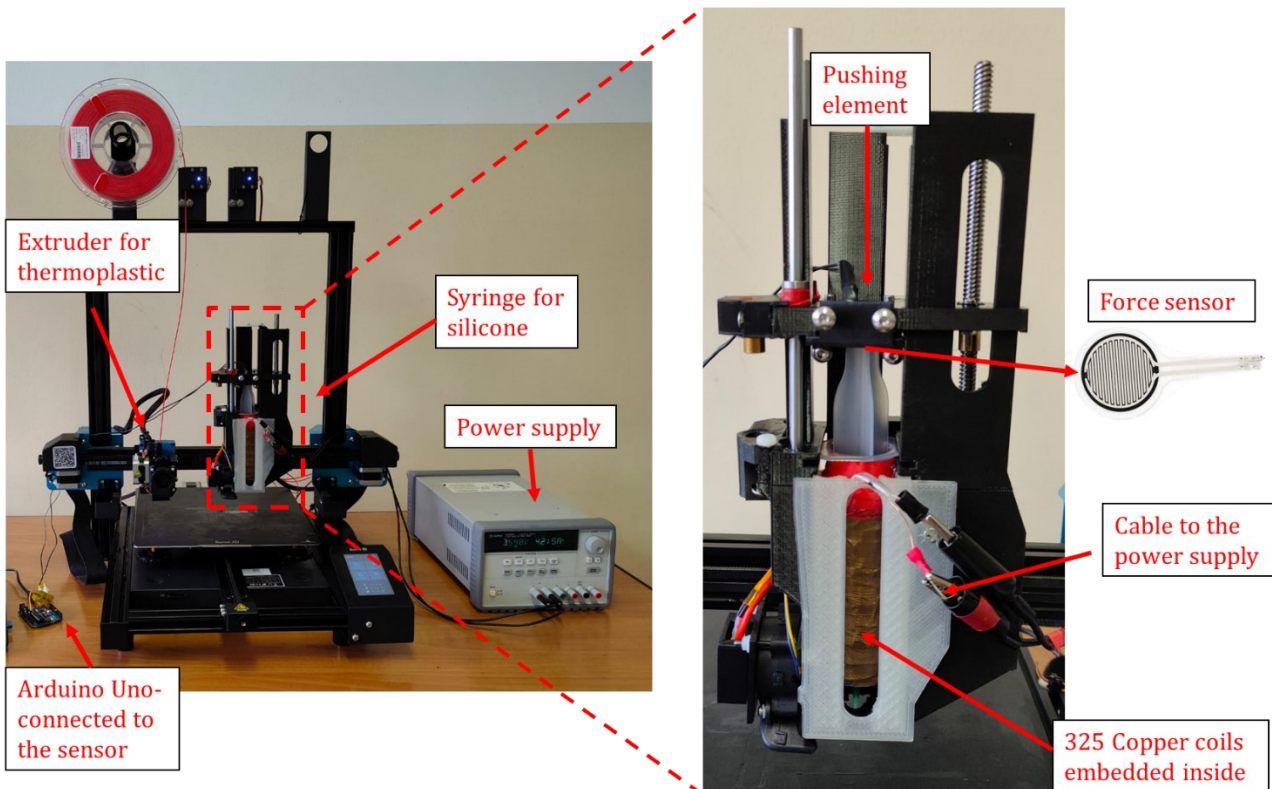 Extruder for
thermoplastic
Syringe for
silicone
Power supply
Arduino Uno-
connected to
the sensor
Pushing
element
Force sensor
Cable to the
power supply
325 Copper coils
embedded inside